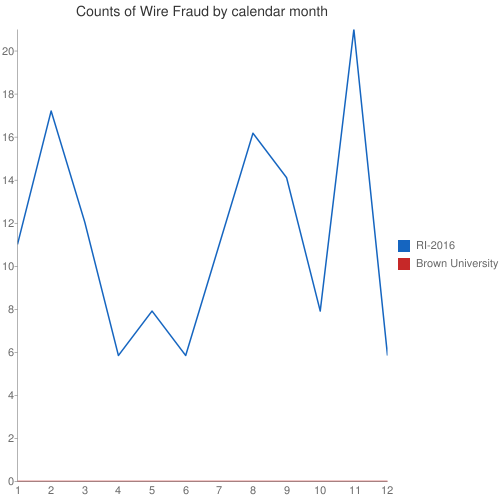 Counts of Wire Fraud by calendar month
20
18
16
14
12
10
8
6
4
2
0
1 2 3 4 5 6 7 8 9 10 11 12
RI-2016
Brown University